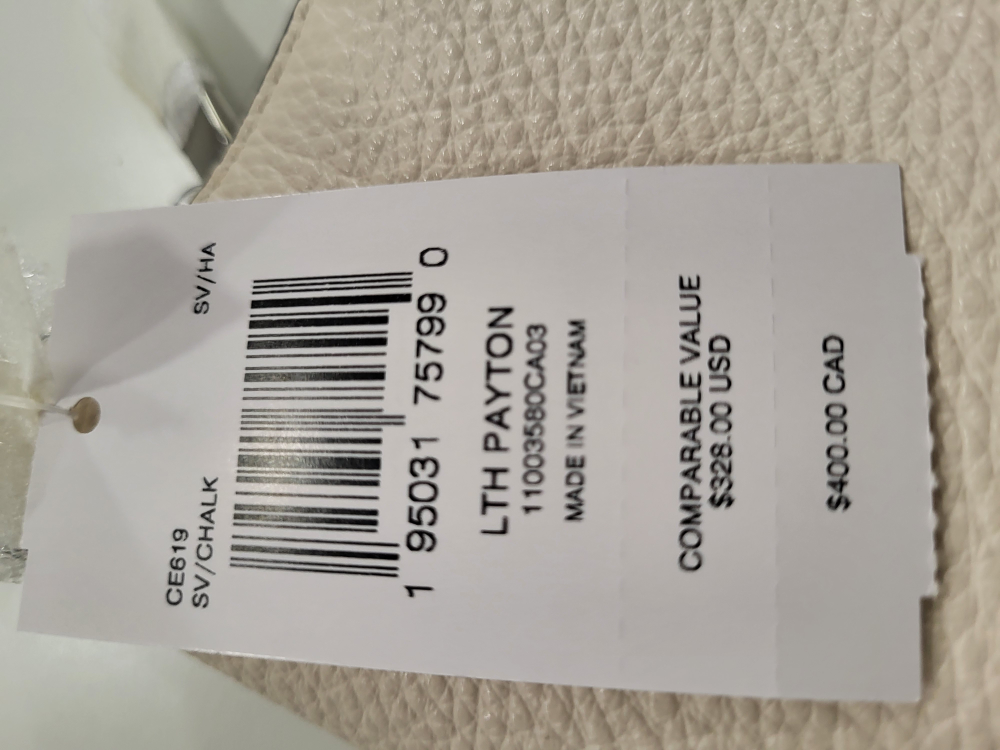 CE619
SV/CHALK SV/HA
1 95031 75799 0
LTH PAYTON
11003580CA03
MADE IN VIETNAM
COMPARABLE VALUE
$328.00 USD
$400.00 CAD